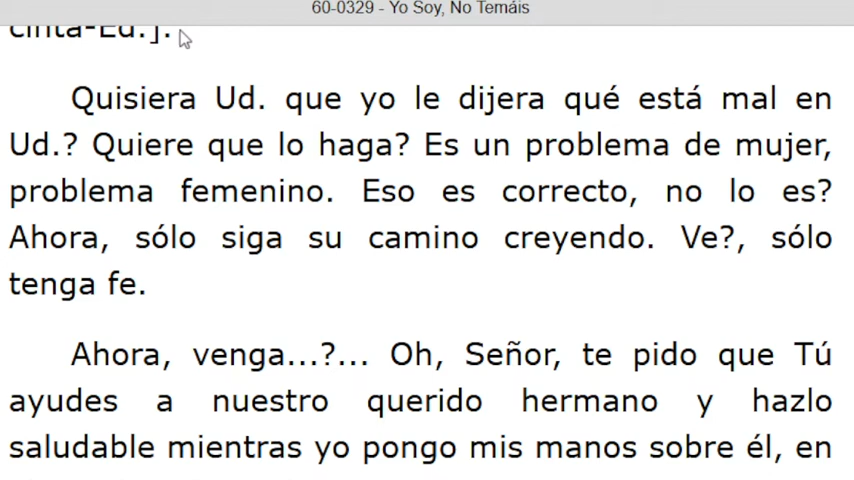 60-0329 - Yo Soy, No Temáis
cinta-Ed.].
Quisiera Ud. que yo le dijera qué está mal en
Ud.? Quiere que lo haga? Es un problema de mujer,
problema femenino. Eso es correcto, no lo es?
Ahora, sólo siga su camino creyendo. Ve?, sólo
tenga fe.
Ahora, venga...?... Oh, Señor, te pido que Tú
ayudes a nuestro querido hermano y hazlo
saludable mientras yo pongo mis manos sobre él, en